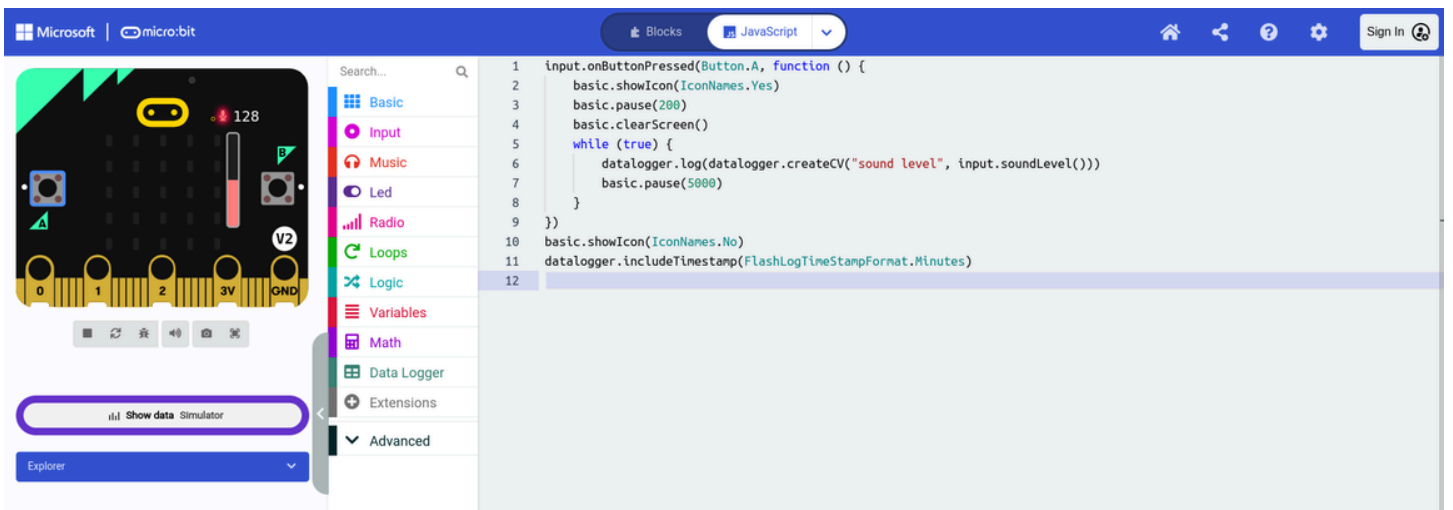 Microsoft micro:bit Blocks JS JavaScript Sign In
128
B
A
V2
0 1 2 3V GND
Show data Simulator
Explorer
Search...
Basic
Input
Music
Led
Radio
Loops
Logic
Variables
Math
Data Logger
Extensions
Advanced
1 input.onButtonPressed(Button.A, function () {
2 basic.showIcon(IconNames.Yes)
3 basic.pause(200)
4 basic.clearScreen()
5 while (true) {
6 datalogger.log(datalogger.createCV("sound level", input.soundLevel()))
7 basic.pause(5000)
8 }
9 })
10 basic.showIcon(IconNames.No)
11 datalogger.includeTimestamp(FlashLogTimeStampFormat.Minutes)
12